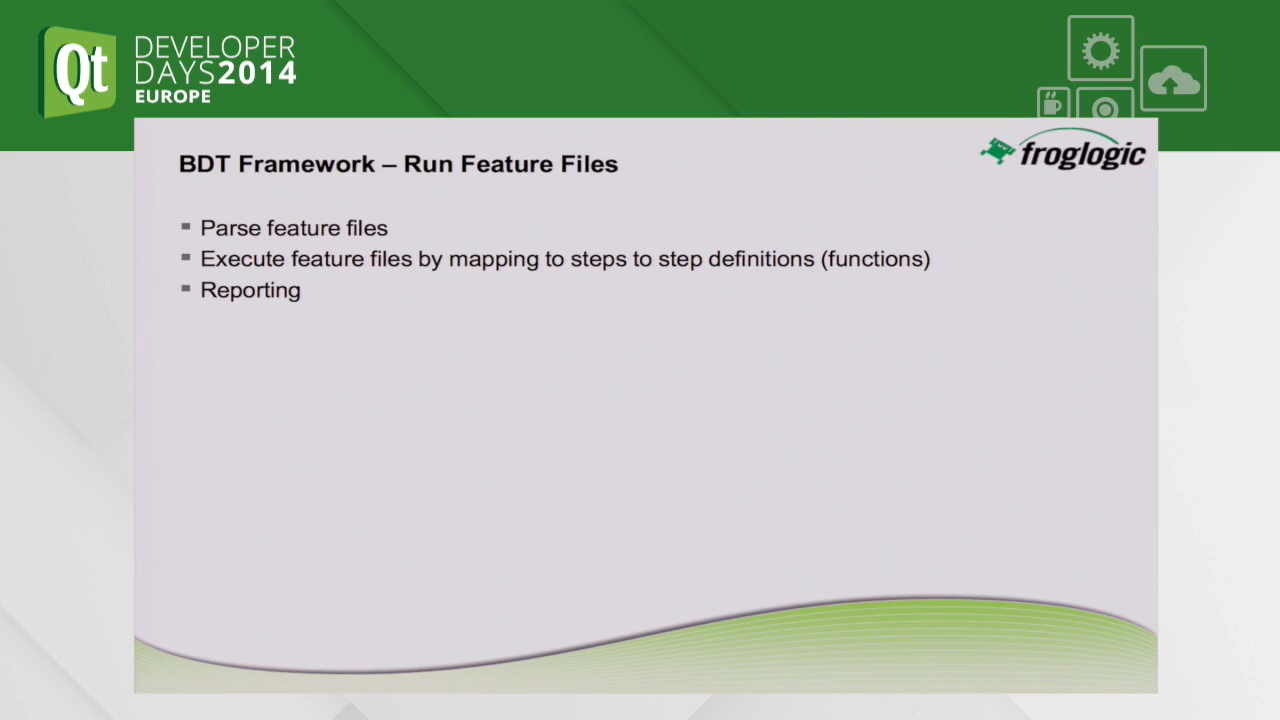 Qt
DEVELOPER
DAYS2014
EUROPE
froglogic
BDT Framework – Run Feature Files
Parse feature files
Execute feature files by mapping to steps to step definitions (functions)
Reporting